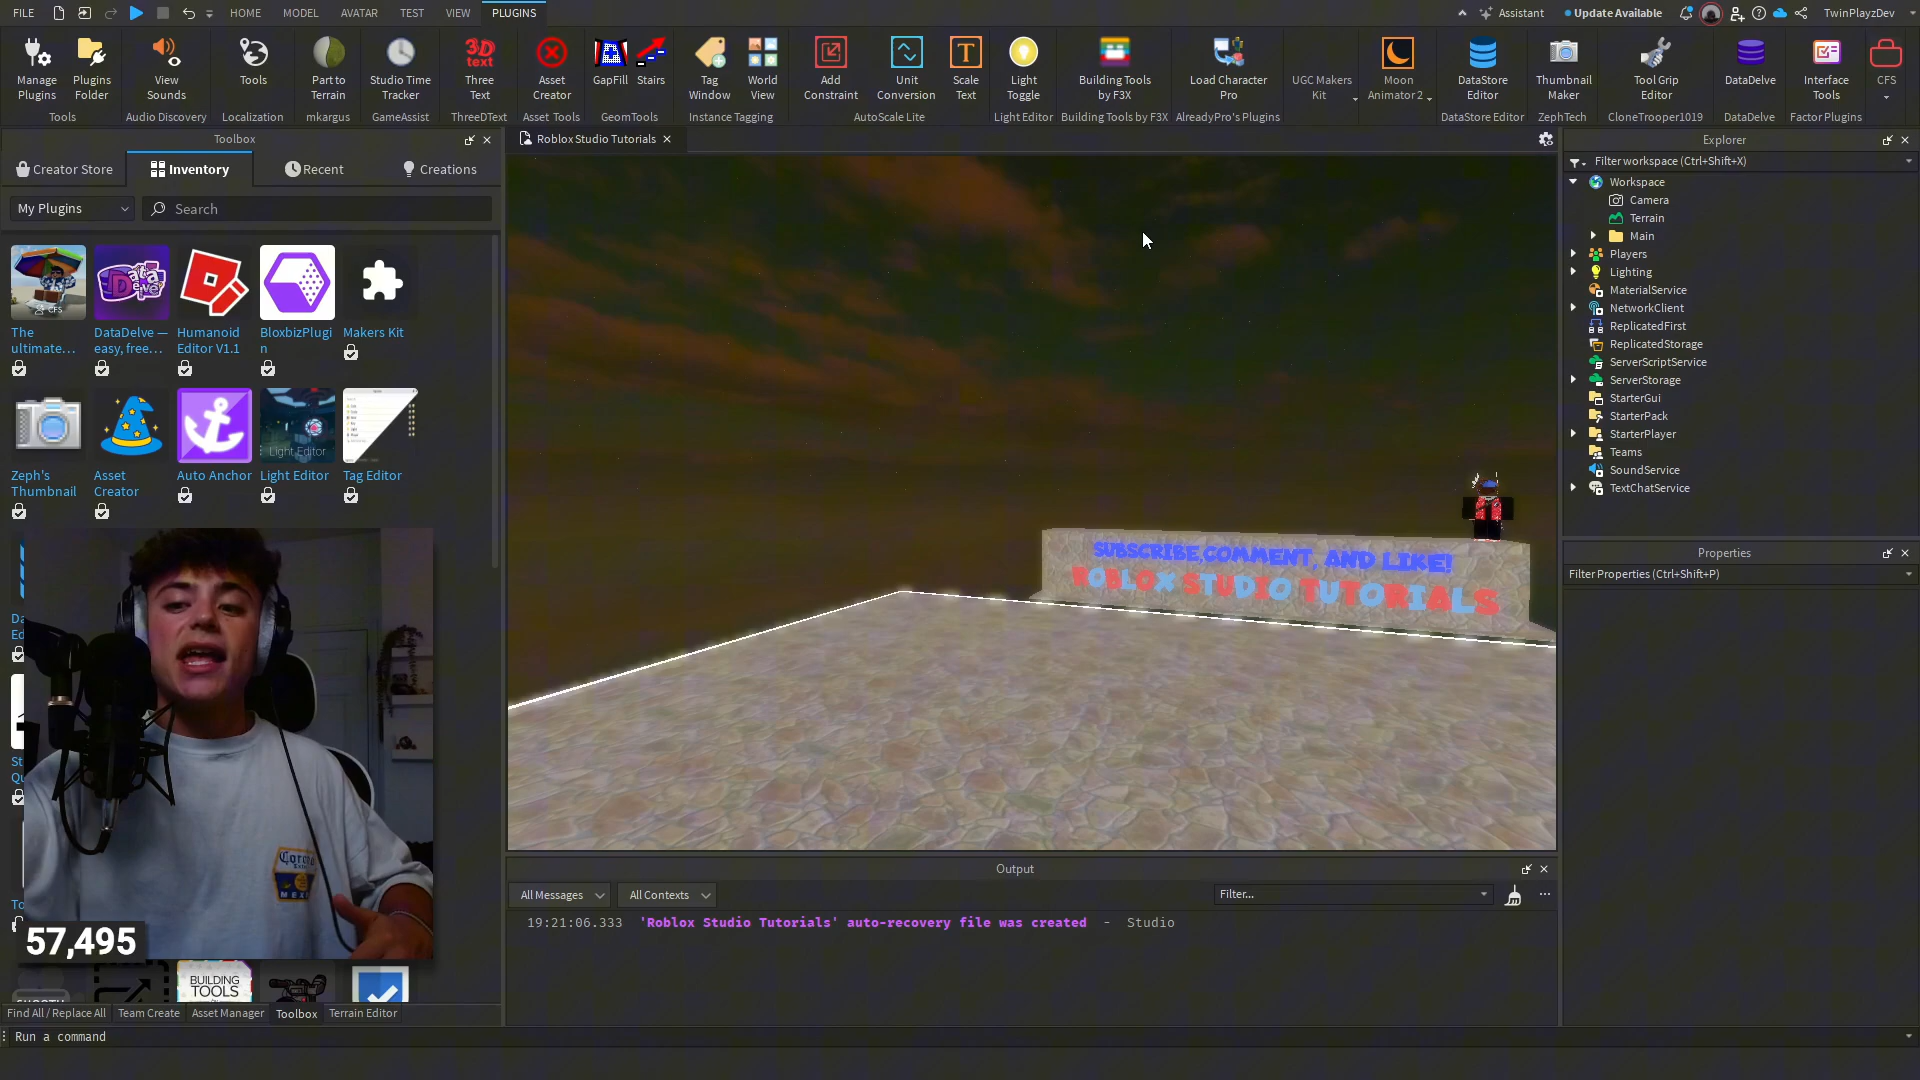 FILE HOME MODEL AVATAR TEST VIEW PLUGINS Assistant Update Available TwinPlayzDev
Manage Plugins
Plugins Folder
View Sounds
Tools
Part to Terrain
Studio Time Tracker
Three Text
Asset Creator
GapFill
Stairs
Tag Window
World View
Add Constraint
Unit Conversion
Scale Text
Light Toggle
Building Tools by F3X
Load Character Pro
UGC Makers Kit
Moon Animator 2
DataStore Editor
Thumbnail Maker
Tool Grip Editor
DataDelve
Interface Tools
CFS
Tools Audio Discovery Localization mkargus GameAssist ThreeDText Asset Tools GeomTools Instance Tagging AutoScale Lite Light Editor Building Tools by F3X AlreadyPro's Plugins DataStore Editor ZephTech CloneTrooper1019 DataDelve Factor Plugins
Toolbox
Creator Store Inventory Recent Creations
My Plugins Search
The ultimate...
DataDelve — easy, free...
Humanoid Editor V1.1
BloxbizPlugin
Makers Kit
Zeph's Thumbnail
Asset Creator
Auto Anchor
Light Editor
Tag Editor
57,495
BUILDING TOOLS
Find All / Replace All Team Create Asset Manager Toolbox Terrain Editor
Run a command
Roblox Studio Tutorials
SUBSCRIBE,COMMENT, AND LIKE!
ROBLOX STUDIO TUTORIALS
Output
All Messages All Contexts Filter...
19:21:06.333 'Roblox Studio Tutorials' auto-recovery file was created - Studio
Explorer
Filter workspace (Ctrl+Shift+X)
Workspace
Camera
Terrain
Main
Players
Lighting
MaterialService
NetworkClient
ReplicatedFirst
ReplicatedStorage
ServerScriptService
ServerStorage
StarterGui
StarterPack
StarterPlayer
Teams
SoundService
TextChatService
Properties
Filter Properties (Ctrl+Shift+P)